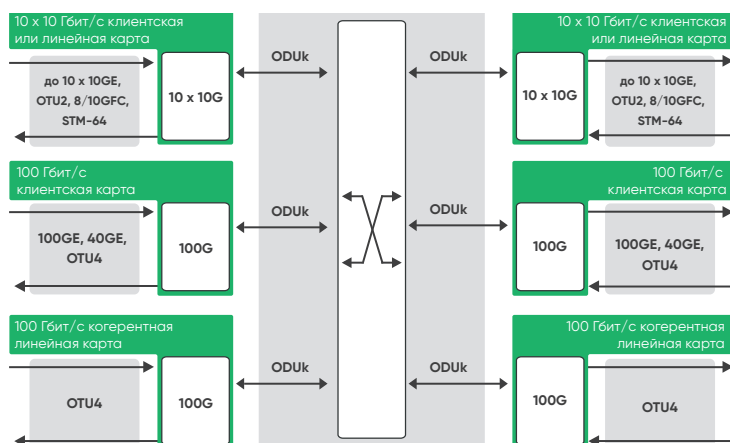 10 x 10 Гбит/с клиентская
или линейная карта
до 10 x 10GE,
OTU2, 8/10GFC,
STM-64
10 x 10G
ODUk
ODUk
10 x 10 Гбит/с клиентская
или линейная карта
10 x 10G
до 10 x 10GE,
OTU2, 8/10GFC,
STM-64
100 Гбит/с
клиентская карта
100GE, 40GE,
OTU4
100G
ODUk
ODUk
100 Гбит/с
клиентская карта
100G
100GE, 40GE,
OTU4
100 Гбит/с когерентная
линейная карта
OTU4
100G
ODUk
ODUk
100 Гбит/с когерентная
линейная карта
100G
OTU4